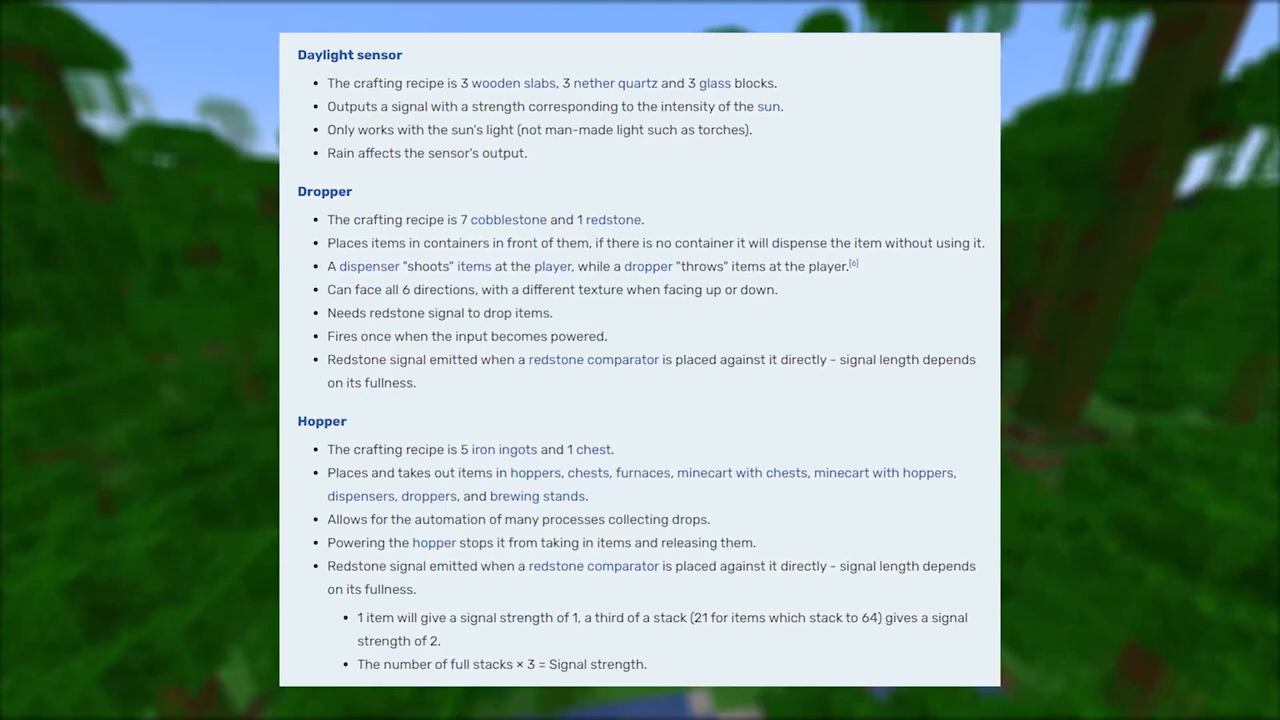 Daylight sensor
The crafting recipe is 3 wooden slabs, 3 nether quartz and 3 glass blocks.
Outputs a signal with a strength corresponding to the intensity of the sun.
Only works with the sun's light (not man-made light such as torches).
Rain affects the sensor's output.
Dropper
The crafting recipe is 7 cobblestone and 1 redstone.
Places items in containers in front of them, if there is no container it will dispense the item without using it.
A dispenser "shoots" items at the player, while a dropper "throws" items at the player.[6]
Can face all 6 directions, with a different texture when facing up or down.
Needs redstone signal to drop items.
Fires once when the input becomes powered.
Redstone signal emitted when a redstone comparator is placed against it directly - signal length depends
on its fullness.
Hopper
The crafting recipe is 5 iron ingots and 1 chest.
Places and takes out items in hoppers, chests, furnaces, minecart with chests, minecart with hoppers,
dispensers, droppers, and brewing stands.
Allows for the automation of many processes collecting drops.
Powering the hopper stops it from taking in items and releasing them.
Redstone signal emitted when a redstone comparator is placed against it directly - signal length depends
on its fullness.
1 item will give a signal strength of 1, a third of a stack (21 for items which stack to 64) gives a signal
strength of 2.
The number of full stacks × 3 = Signal strength.